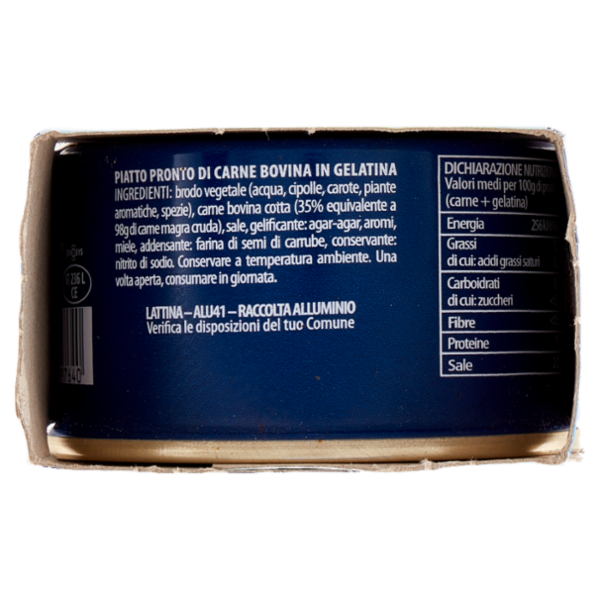 PIATTO PRONTO DI CARNE BOVINA IN GELATINA
INGREDIENTI: brodo vegetale (acqua, cipolle, carote, piante
aromatiche, spezie), carne bovina cotta (35% equivalente a
98g di carne magra cruda), sale, gelificante: agar-agar, aromi,
miele, addensante: farina di semi di carrube, conservante:
nitrito di sodio. Conservare a temperatura ambiente. Una
volta aperta, consumare in giornata.
LATTINA – ALU41 – RACCOLTA ALLUMINIO
Verifica le disposizioni del tuo Comune
236 L
CE
DICHIARAZIONE
Valori medi per 100g di
(carne + gelatina)
Energia
Grassi
di cui: acidi grassi saturi
Carboidrati
di cui: zuccheri
Fibre
Proteine
Sale